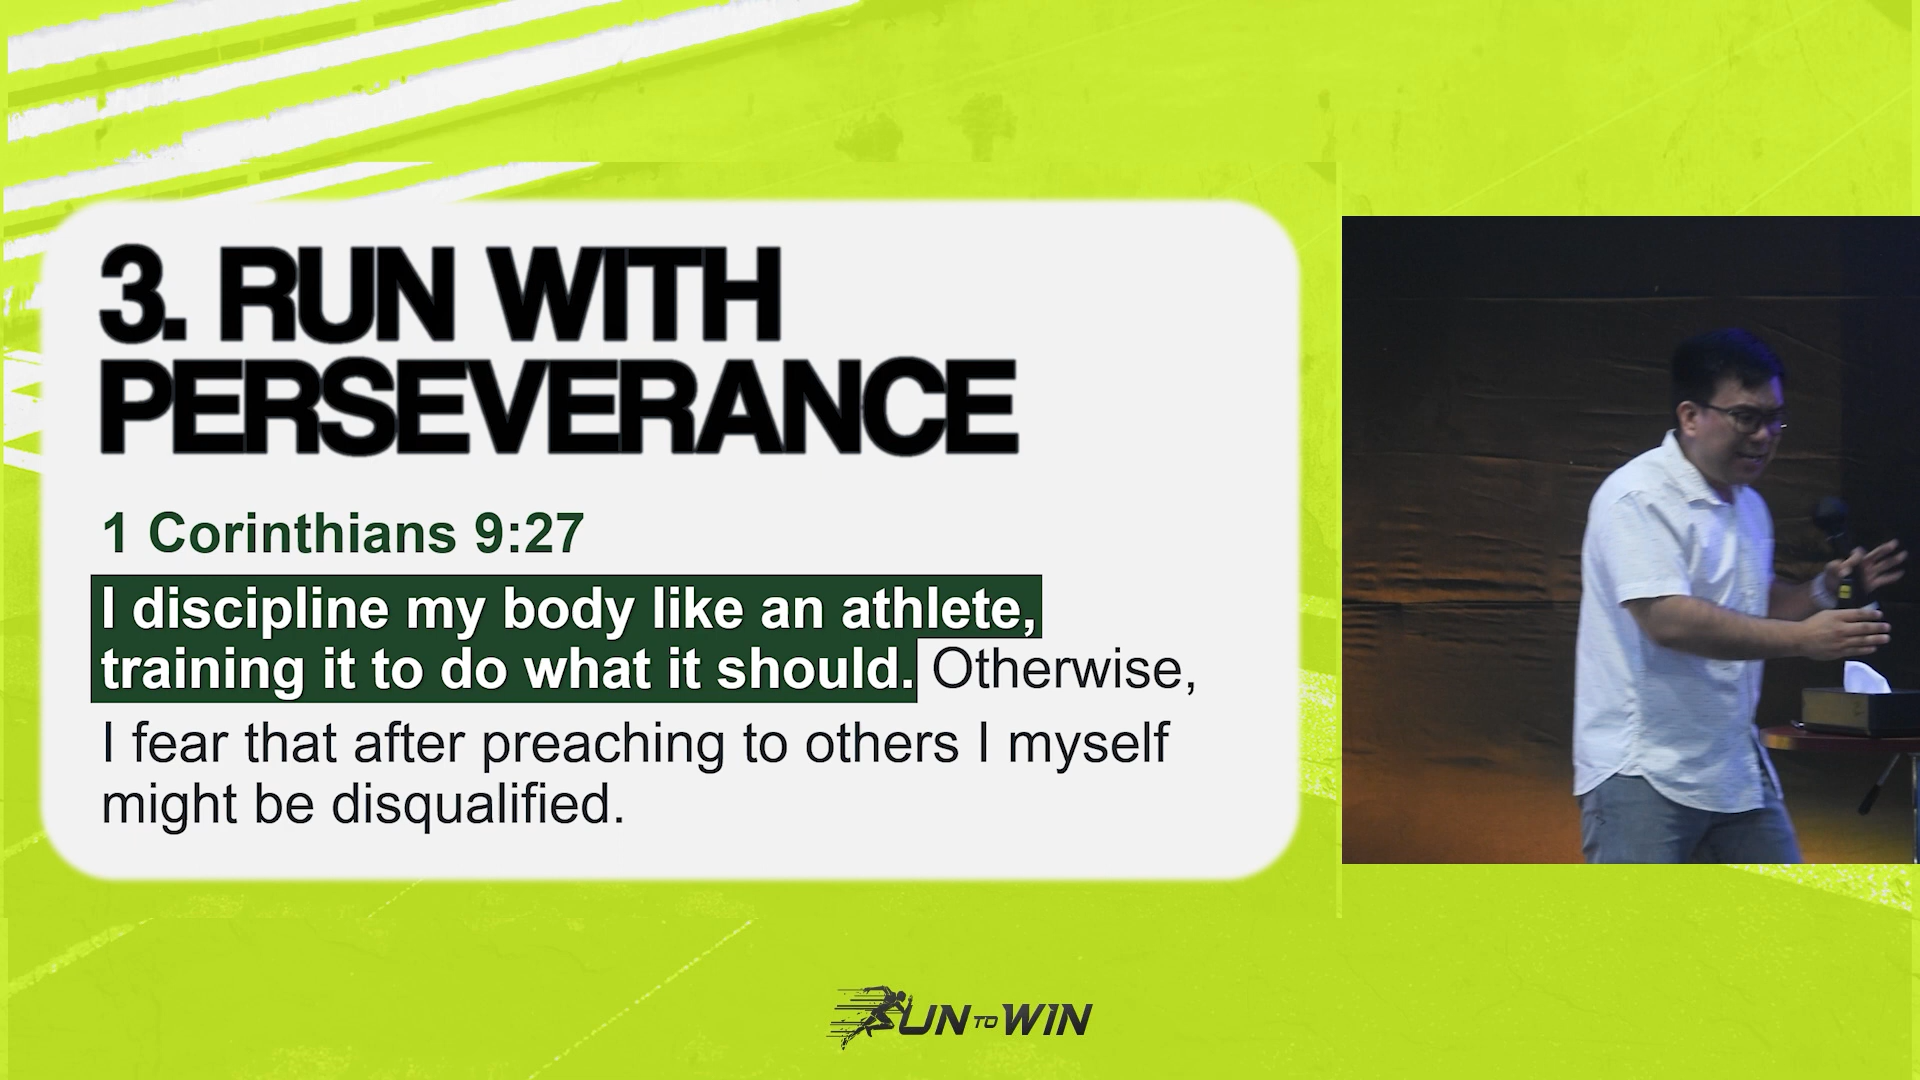 3. RUN WITH
PERSEVERANCE
1 Corinthians 9:27
I discipline my body like an athlete,
training it to do what it should. Otherwise,
I fear that after preaching to others I myself
might be disqualified.
RUN TO WIN